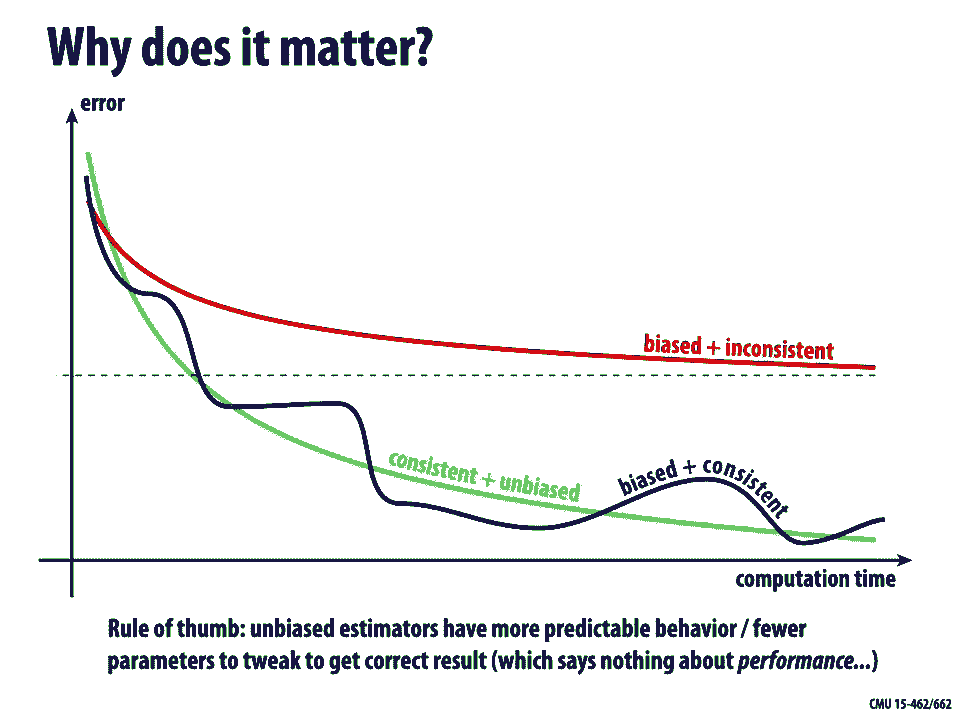 Why does it matter?
error
biased + inconsistent
consistent + unbiased
biased + consistent
computation time
Rule of thumb: unbiased estimators have more predictable behavior / fewer
parameters to tweak to get correct result (which says nothing about performance...)
CMU 15-462/662